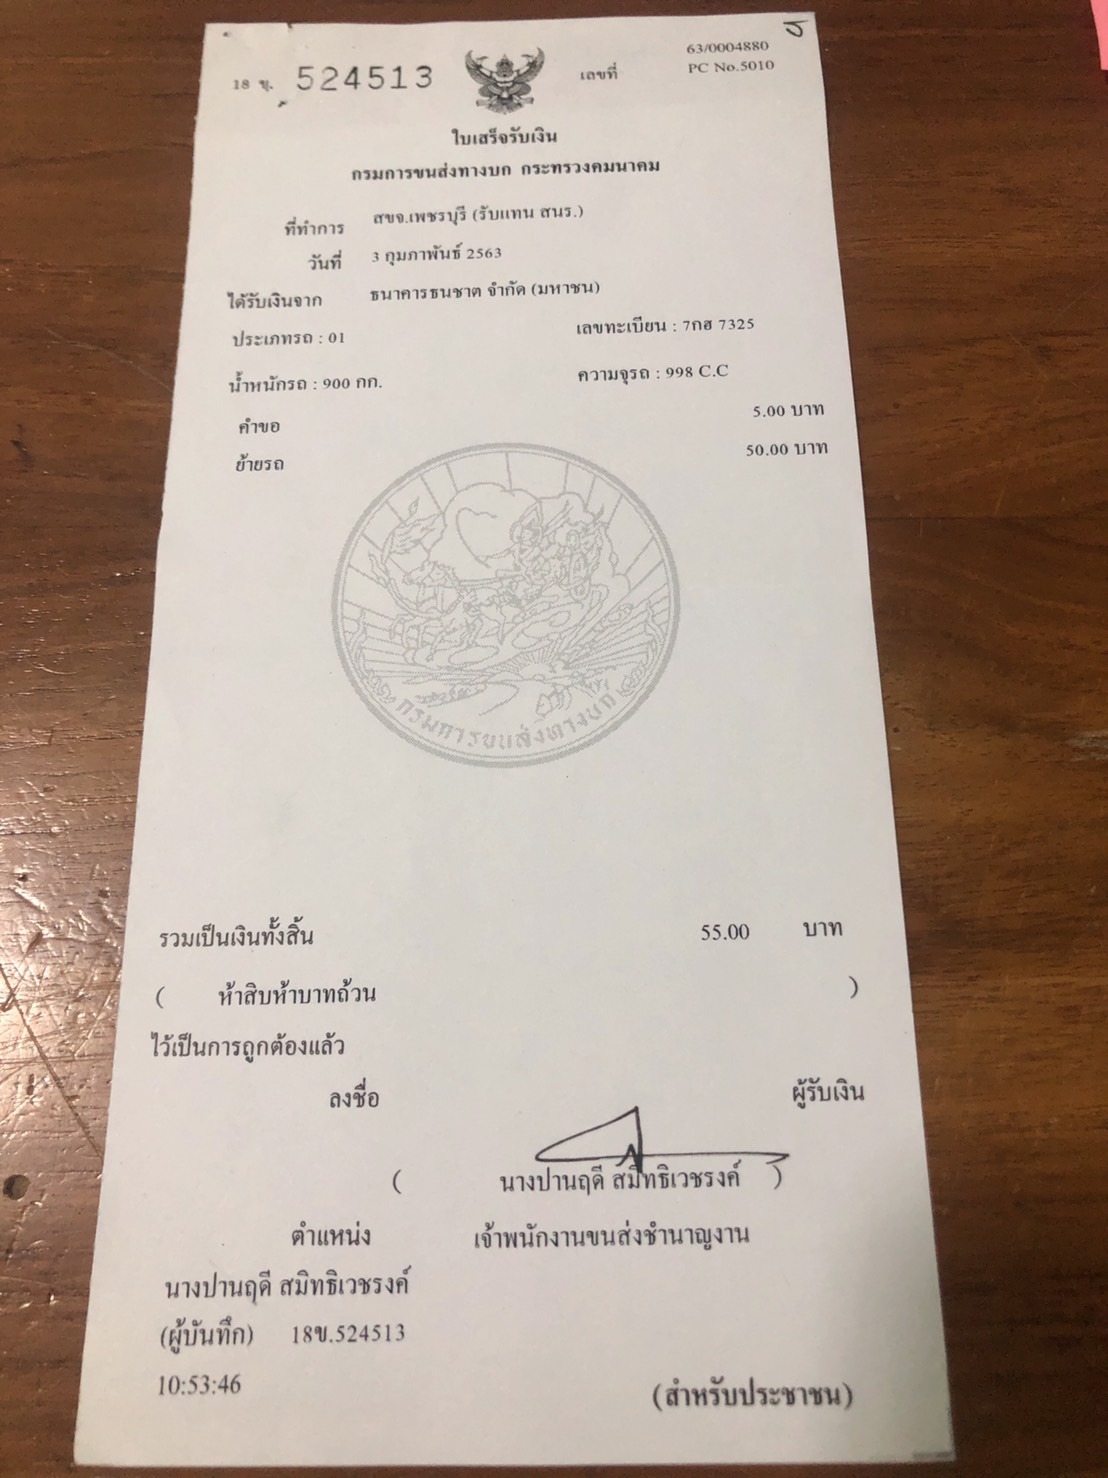 18 ข. 524513 เลขที่ 63/0004880
PC No.5010
ใบเสร็จรับเงิน
กรมการขนส่งทางบก กระทรวงคมนาคม
ที่ทำการ สขจ.เพชรบุรี (รับแทน สนร.)
วันที่ 3 กุมภาพันธ์ 2563
ได้รับเงินจาก ธนาคารธนชาต จำกัด (มหาชน)
ประเภทรถ : 01 เลขทะเบียน : 7กฮ 7325
น้ำหนักรถ : 900 กก. ความจุรถ : 998 C.C
คำขอ 5.00 บาท
ย้ายรถ 50.00 บาท
กรมการขนส่งทางบก
รวมเป็นเงินทั้งสิ้น 55.00 บาท
( ห้าสิบห้าบาทถ้วน )
ไว้เป็นการถูกต้องแล้ว
ลงชื่อ ผู้รับเงิน
( นางปานฤดี สมิทธิเวชรงค์ )
ตำแหน่ง เจ้าพนักงานขนส่งชำนาญงาน
นางปานฤดี สมิทธิเวชรงค์
(ผู้บันทึก) 18ข.524513
10:53:46
(สำหรับประชาชน)